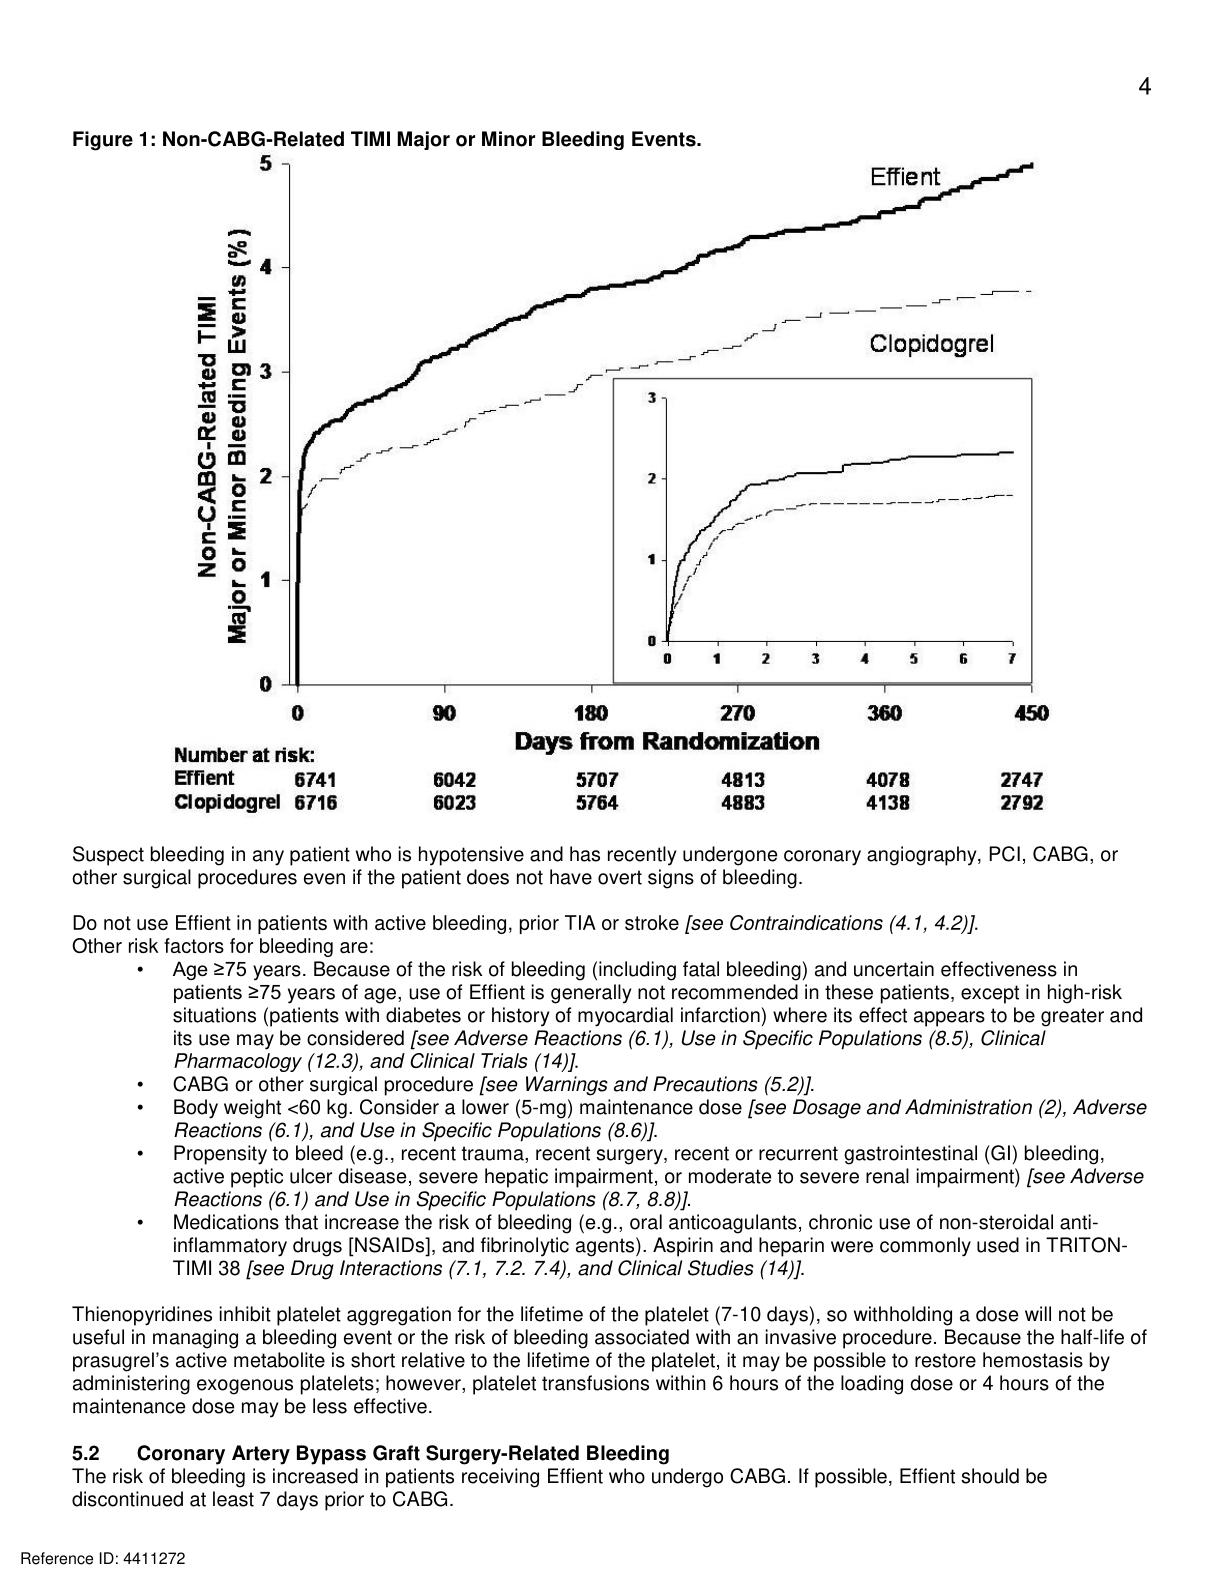 4
Figure 1: Non-CABG-Related TIMI Major or Minor Bleeding Events.
Non-CABG-Related TIMI
Major or Minor Bleeding Events (%)
5
4
3
2
1
0
Effient
Clopidogrel
3
2
1
0
0 1 2 3 4 5 6 7
0 90 180 270 360 450
Days from Randomization
Number at risk:
Effient 6741 6042 5707 4813 4078 2747
Clopidogrel 6716 6023 5764 4883 4138 2792
Suspect bleeding in any patient who is hypotensive and has recently undergone coronary angiography, PCI, CABG, or
other surgical procedures even if the patient does not have overt signs of bleeding.
Do not use Effient in patients with active bleeding, prior TIA or stroke [see Contraindications (4.1, 4.2)].
Other risk factors for bleeding are:
• Age ≥75 years. Because of the risk of bleeding (including fatal bleeding) and uncertain effectiveness in
patients ≥75 years of age, use of Effient is generally not recommended in these patients, except in high-risk
situations (patients with diabetes or history of myocardial infarction) where its effect appears to be greater and
its use may be considered [see Adverse Reactions (6.1), Use in Specific Populations (8.5), Clinical
Pharmacology (12.3), and Clinical Trials (14)].
• CABG or other surgical procedure [see Warnings and Precautions (5.2)].
• Body weight <60 kg. Consider a lower (5-mg) maintenance dose [see Dosage and Administration (2), Adverse
Reactions (6.1), and Use in Specific Populations (8.6)].
• Propensity to bleed (e.g., recent trauma, recent surgery, recent or recurrent gastrointestinal (GI) bleeding,
active peptic ulcer disease, severe hepatic impairment, or moderate to severe renal impairment) [see Adverse
Reactions (6.1) and Use in Specific Populations (8.7, 8.8)].
• Medications that increase the risk of bleeding (e.g., oral anticoagulants, chronic use of non-steroidal anti-
inflammatory drugs [NSAIDs], and fibrinolytic agents). Aspirin and heparin were commonly used in TRITON-
TIMI 38 [see Drug Interactions (7.1, 7.2. 7.4), and Clinical Studies (14)].
Thienopyridines inhibit platelet aggregation for the lifetime of the platelet (7-10 days), so withholding a dose will not be
useful in managing a bleeding event or the risk of bleeding associated with an invasive procedure. Because the half-life of
prasugrel’s active metabolite is short relative to the lifetime of the platelet, it may be possible to restore hemostasis by
administering exogenous platelets; however, platelet transfusions within 6 hours of the loading dose or 4 hours of the
maintenance dose may be less effective.
5.2 Coronary Artery Bypass Graft Surgery-Related Bleeding
The risk of bleeding is increased in patients receiving Effient who undergo CABG. If possible, Effient should be
discontinued at least 7 days prior to CABG.
Reference ID: 4411272